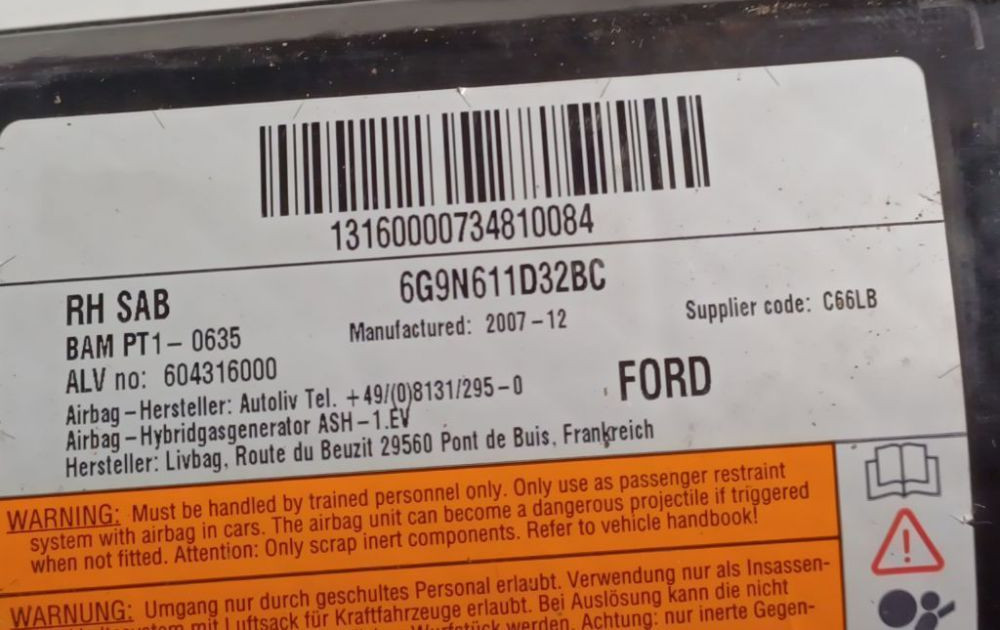 13160000734810084
RH SAB
6G9N611D32BC
BAM PT1- 0635
Manufactured: 2007-12
Supplier code: C66LB
ALV no: 604316000
FORD
Airbag-Hersteller: Autoliv Tel. +49/(0)8131/295-0
Airbag-Hybridgasgenerator ASH-1.EV
Hersteller: Livbag, Route du Beuzit 29560 Pont de Buis, Frankreich
WARNING: Must be handled by trained personnel only. Only use as passenger restraint
system with airbag in cars. The airbag unit can become a dangerous projectile if triggered
when not fitted. Attention: Only scrap inert components. Refer to vehicle handbook!
WARNUNG: Umgang nur durch geschultes Personal erlaubt. Verwendung nur als Insassen-
mit Luftsack für Kraftfahrzeuge erlaubt. Bei Auslösung kann die nicht
werden. Achtung: nur inerte Gegen-